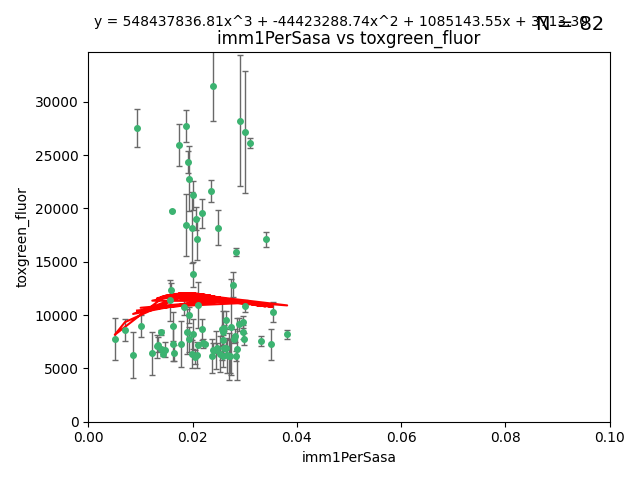 y = 548437836.81x^3 + -44423288.74x^2 + 1085143.55x +
N = 82
imm1PerSasa vs toxgreen_fluor
30000
25000
20000
15000
10000
5000
0
toxgreen_fluor
0.00 0.02 0.04 0.06 0.08 0.10
imm1PerSasa